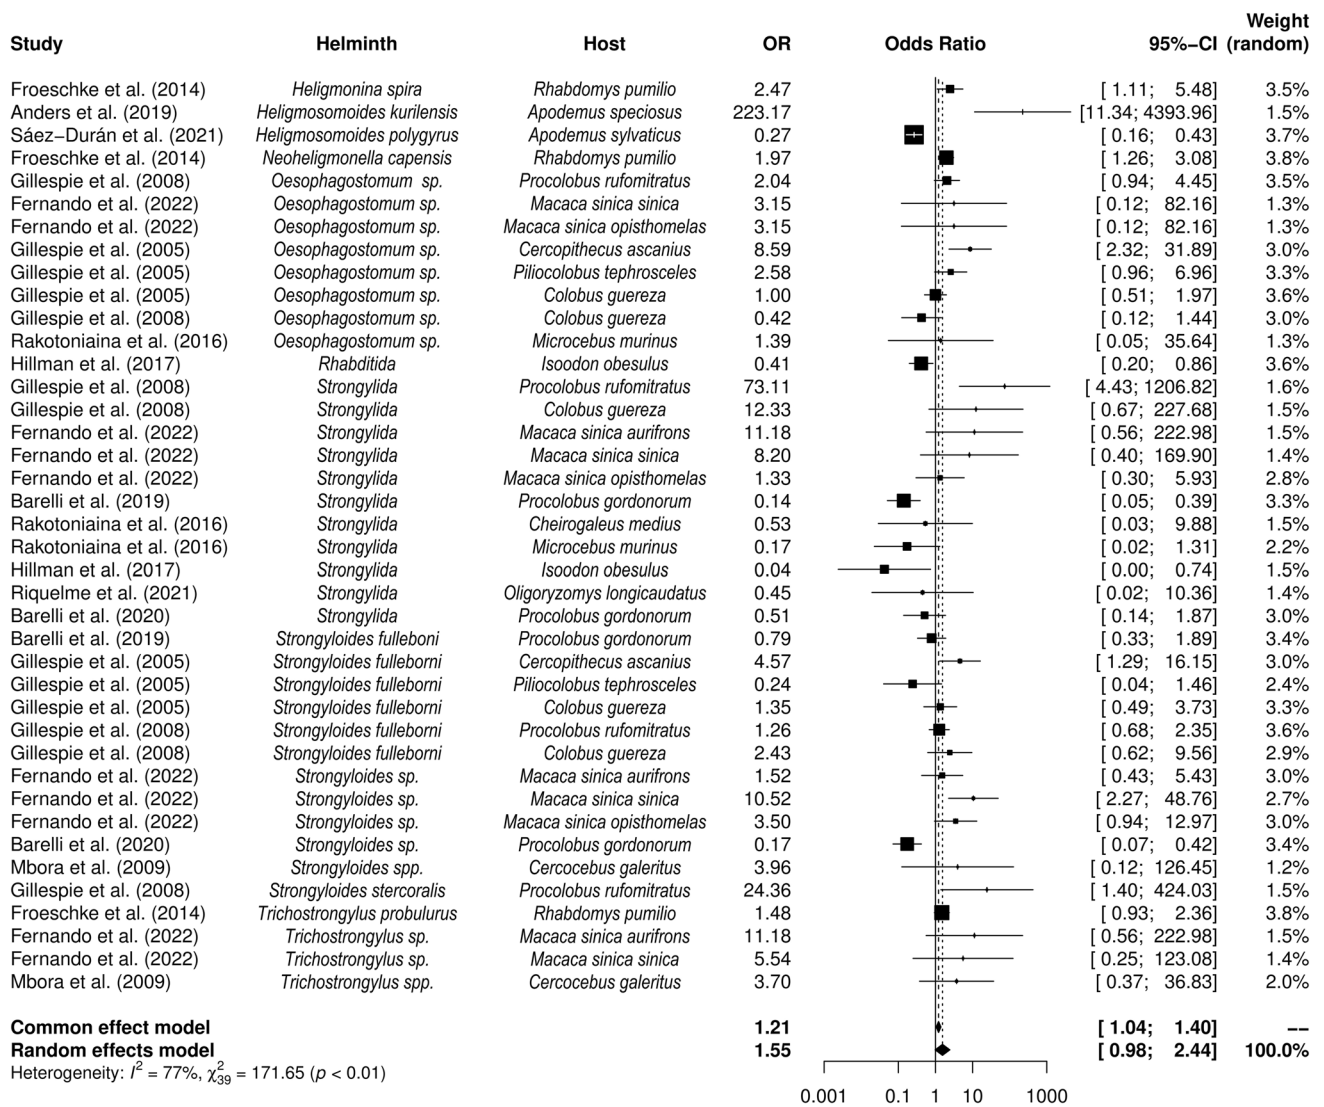 Weight
Study Helminth Host OR Odds Ratio 95%−CI (random)
Froeschke et al. (2014) Heligmonina spira Rhabdomys pumilio 2.47 [ 1.11; 5.48] 3.5%
Anders et al. (2019) Heligmosomoides kurilensis Apodemus speciosus 223.17 [11.34; 4393.96] 1.5%
Sáez−Durán et al. (2021) Heligmosomoides polygyrus Apodemus sylvaticus 0.27 [ 0.16; 0.43] 3.7%
Froeschke et al. (2014) Neoheligmonella capensis Rhabdomys pumilio 1.97 [ 1.26; 3.08] 3.8%
Gillespie et al. (2008) Oesophagostomum sp. Procolobus rufomitratus 2.04 [ 0.94; 4.45] 3.5%
Fernando et al. (2022) Oesophagostomum sp. Macaca sinica sinica 3.15 [ 0.12; 82.16] 1.3%
Fernando et al. (2022) Oesophagostomum sp. Macaca sinica opisthomelas 3.15 [ 0.12; 82.16] 1.3%
Gillespie et al. (2005) Oesophagostomum sp. Cercopithecus ascanius 8.59 [ 2.32; 31.89] 3.0%
Gillespie et al. (2005) Oesophagostomum sp. Piliocolobus tephrosceles 2.58 [ 0.96; 6.96] 3.3%
Gillespie et al. (2005) Oesophagostomum sp. Colobus guereza 1.00 [ 0.51; 1.97] 3.6%
Gillespie et al. (2008) Oesophagostomum sp. Colobus guereza 0.42 [ 0.12; 1.44] 3.0%
Rakotoniaina et al. (2016) Oesophagostomum sp. Microcebus murinus 1.39 [ 0.05; 35.64] 1.3%
Hillman et al. (2017) Rhabditida Isoodon obesulus 0.41 [ 0.20; 0.86] 3.6%
Gillespie et al. (2008) Strongylida Procolobus rufomitratus 73.11 [ 4.43; 1206.82] 1.6%
Gillespie et al. (2008) Strongylida Colobus guereza 12.33 [ 0.67; 227.68] 1.5%
Fernando et al. (2022) Strongylida Macaca sinica aurifrons 11.18 [ 0.56; 222.98] 1.5%
Fernando et al. (2022) Strongylida Macaca sinica sinica 8.20 [ 0.40; 169.90] 1.4%
Fernando et al. (2022) Strongylida Macaca sinica opisthomelas 1.33 [ 0.30; 5.93] 2.8%
Barelli et al. (2019) Strongylida Procolobus gordonorum 0.14 [ 0.05; 0.39] 3.3%
Rakotoniaina et al. (2016) Strongylida Cheirogaleus medius 0.53 [ 0.03; 9.88] 1.5%
Rakotoniaina et al. (2016) Strongylida Microcebus murinus 0.17 [ 0.02; 1.31] 2.2%
Hillman et al. (2017) Strongylida Isoodon obesulus 0.04 [ 0.00; 0.74] 1.5%
Riquelme et al. (2021) Strongylida Oligoryzomys longicaudatus 0.45 [ 0.02; 10.36] 1.4%
Barelli et al. (2020) Strongylida Procolobus gordonorum 0.51 [ 0.14; 1.87] 3.0%
Barelli et al. (2019) Strongyloides fulleboni Procolobus gordonorum 0.79 [ 0.33; 1.89] 3.4%
Gillespie et al. (2005) Strongyloides fulleborni Cercopithecus ascanius 4.57 [ 1.29; 16.15] 3.0%
Gillespie et al. (2005) Strongyloides fulleborni Piliocolobus tephrosceles 0.24 [ 0.04; 1.46] 2.4%
Gillespie et al. (2005) Strongyloides fulleborni Colobus guereza 1.35 [ 0.49; 3.73] 3.3%
Gillespie et al. (2008) Strongyloides fulleborni Procolobus rufomitratus 1.26 [ 0.68; 2.35] 3.6%
Gillespie et al. (2008) Strongyloides fulleborni Colobus guereza 2.43 [ 0.62; 9.56] 2.9%
Fernando et al. (2022) Strongyloides sp. Macaca sinica aurifrons 1.52 [ 0.43; 5.43] 3.0%
Fernando et al. (2022) Strongyloides sp. Macaca sinica sinica 10.52 [ 2.27; 48.76] 2.7%
Fernando et al. (2022) Strongyloides sp. Macaca sinica opisthomelas 3.50 [ 0.94; 12.97] 3.0%
Barelli et al. (2020) Strongyloides sp. Procolobus gordonorum 0.17 [ 0.07; 0.42] 3.4%
Mbora et al. (2009) Strongyloides spp. Cercocebus galeritus 3.96 [ 0.12; 126.45] 1.2%
Gillespie et al. (2008) Strongyloides stercoralis Procolobus rufomitratus 24.36 [ 1.40; 424.03] 1.5%
Froeschke et al. (2014) Trichostrongylus probulurus Rhabdomys pumilio 1.48 [ 0.93; 2.36] 3.8%
Fernando et al. (2022) Trichostrongylus sp. Macaca sinica aurifrons 11.18 [ 0.56; 222.98] 1.5%
Fernando et al. (2022) Trichostrongylus sp. Macaca sinica sinica 5.54 [ 0.25; 123.08] 1.4%
Mbora et al. (2009) Trichostrongylus spp. Cercocebus galeritus 3.70 [ 0.37; 36.83] 2.0%
Common effect model 1.21 [ 1.04; 1.40] −−
Random effects model 1.55 [ 0.98; 2.44] 100.0%
Heterogeneity: I² = 77%, χ²₃₉ = 171.65 (p < 0.01)
0.001 0.1 1 10 1000